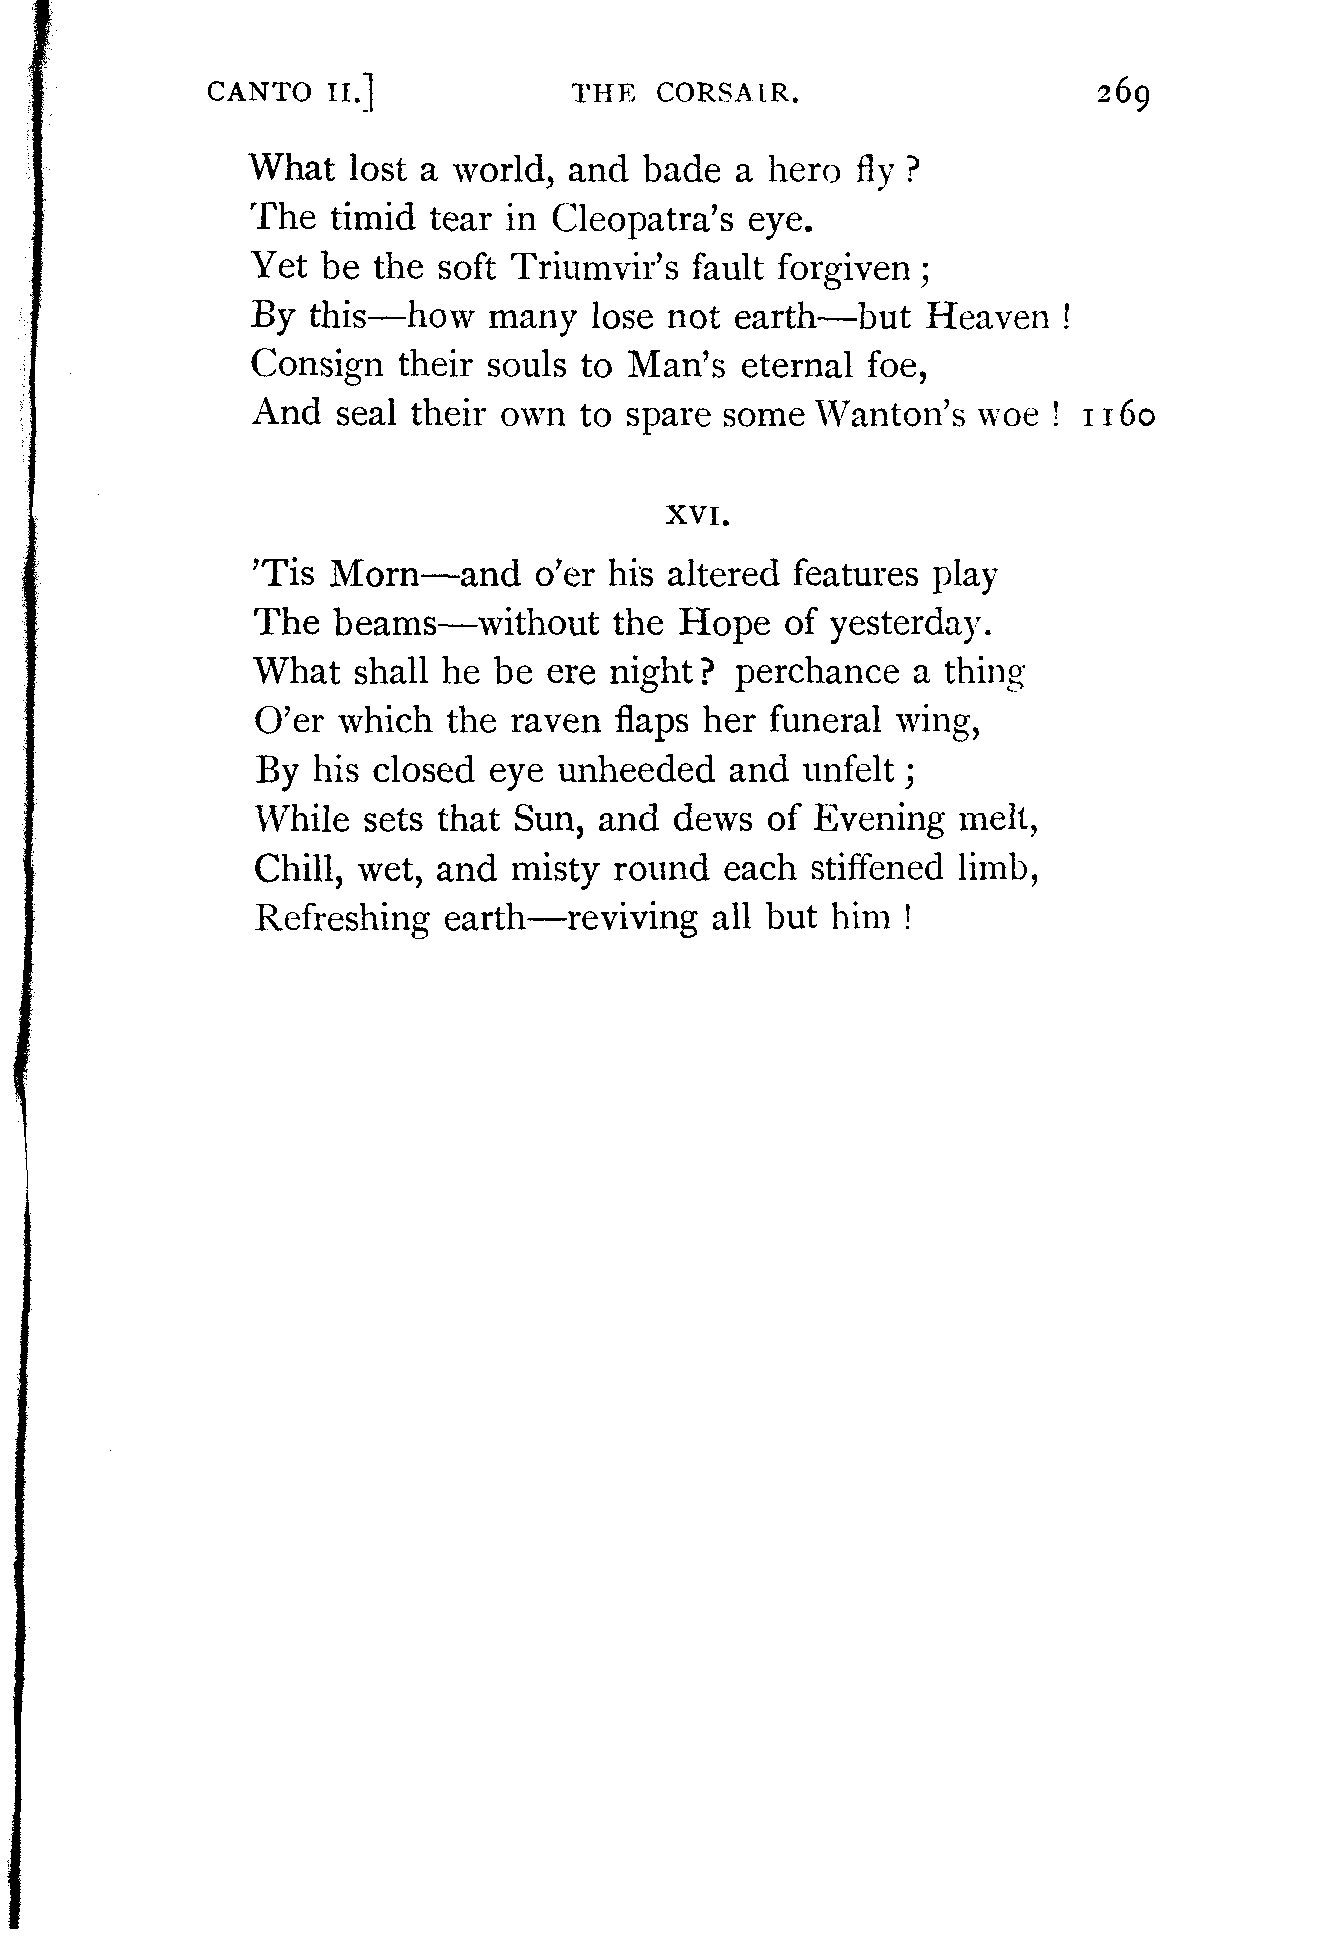 CANTO II.] THE CORSAIR. 269
What lost a world, and bade a hero fly ?
The timid tear in Cleopatra's eye.
Yet be the soft Triumvir's fault forgiven ;
By this—how many lose not earth—but Heaven !
Consign their souls to Man's eternal foe,
And seal their own to spare some Wanton's woe ! 1160
XVI.
'Tis Morn—and o'er his altered features play
The beams—without the Hope of yesterday.
What shall he be ere night? perchance a thing
O'er which the raven flaps her funeral wing,
By his closed eye unheeded and unfelt ;
While sets that Sun, and dews of Evening melt,
Chill, wet, and misty round each stiffened limb,
Refreshing earth—reviving all but him !